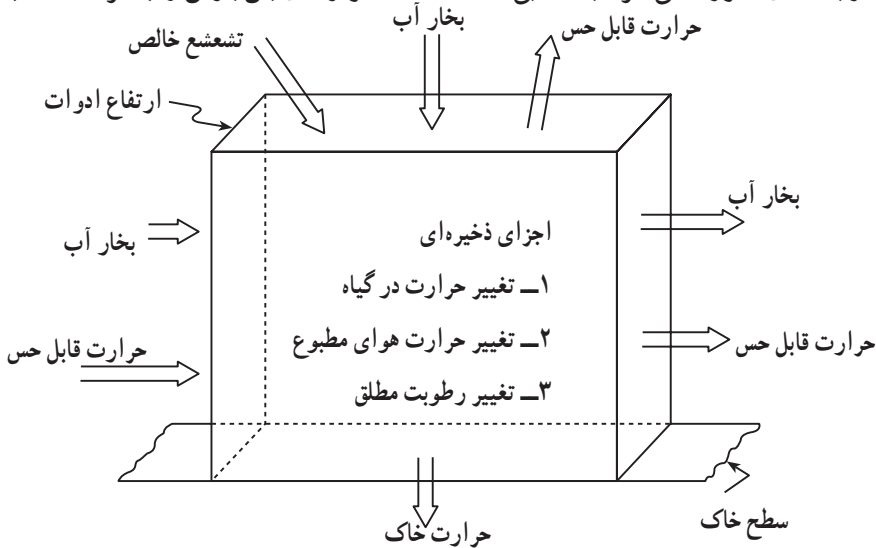 بخار آب
حرارت قابل حس
تشعشع خالص
ارتفاع ادوات
بخار آب
بخار آب
اجزای ذخیره‌ای
۱ــ تغییر حرارت در گیاه
۲ــ تغییر حرارت هوای مطبوع
۳ــ تغییر رطوبت مطلق
حرارت قابل حس
حرارت قابل حس
حرارت خاک
سطح خاک